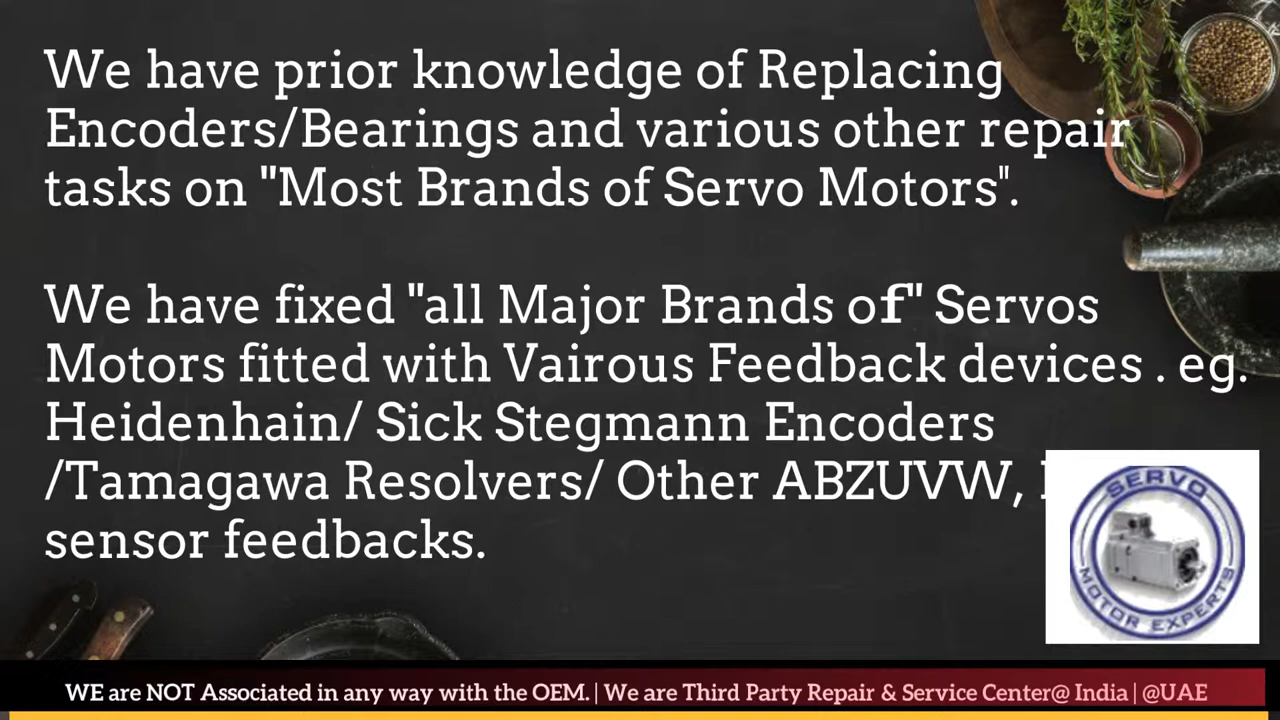 We have prior knowledge of Replacing
Encoders/Bearings and various other repair
tasks on "Most Brands of Servo Motors".
We have fixed "all Major Brands of" Servos
Motors fitted with Vairous Feedback devices . eg.
Heidenhain/ Sick Stegmann Encoders
/Tamagawa Resolvers/ Other ABZUVW,
sensor feedbacks.
SERVO
MOTOR EXPERTS
WE are NOT Associated in any way with the OEM. | We are Third Party Repair & Service Center@ India | @UAE